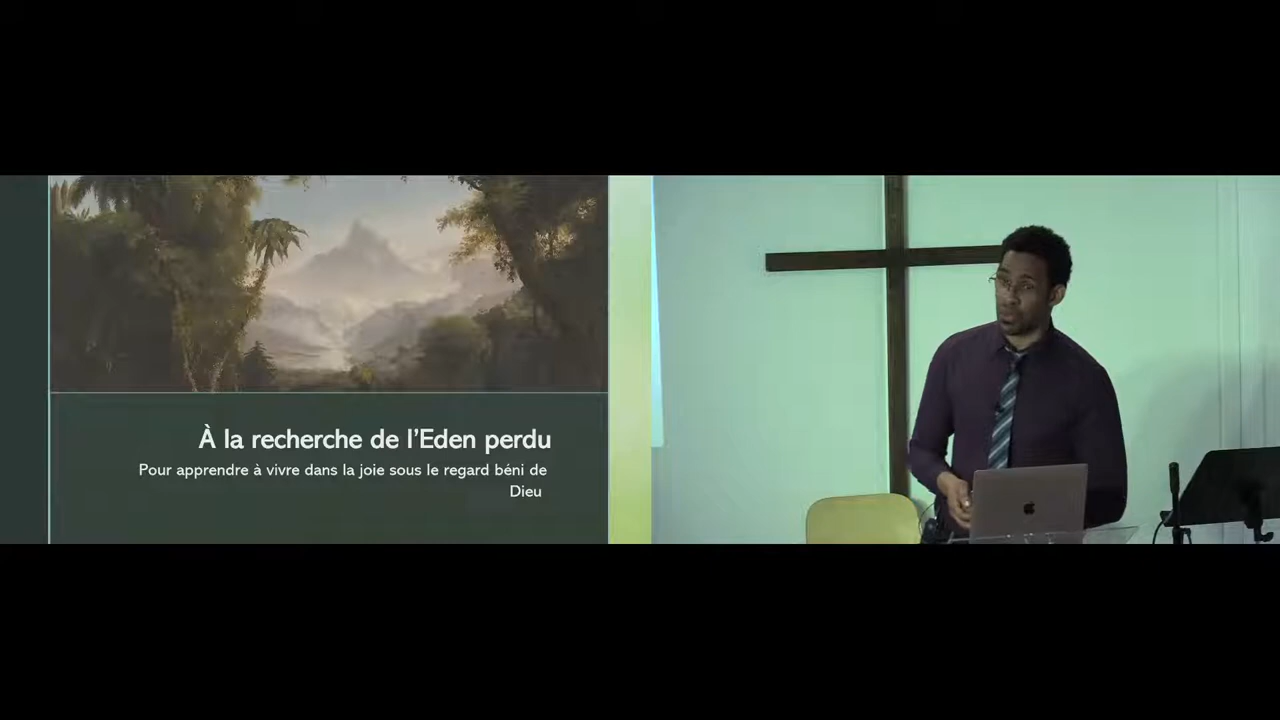 À la recherche de l’Eden perdu
Pour apprendre à vivre dans la joie sous le regard béni de
Dieu